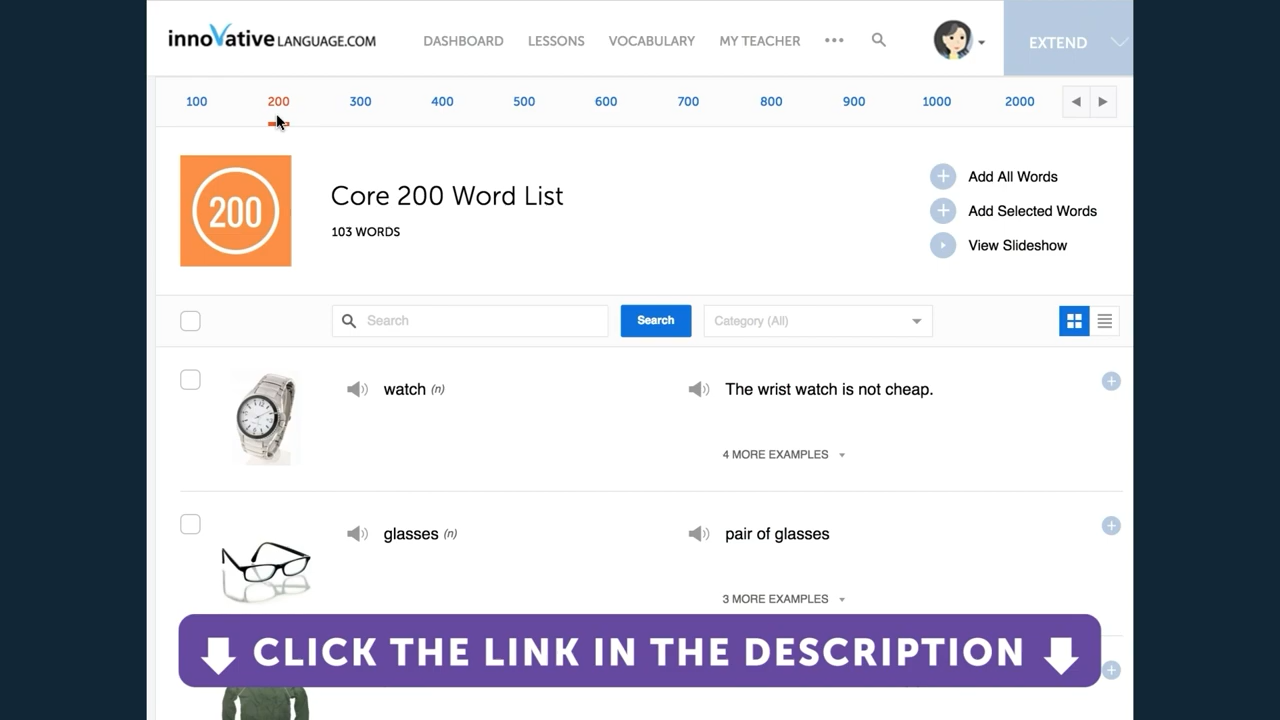 innoVative LANGUAGE.COM
DASHBOARD LESSONS VOCABULARY MY TEACHER ••• EXTEND
100 200 300 400 500 600 700 800 900 1000 2000
200
Core 200 Word List
103 WORDS
Add All Words
Add Selected Words
View Slideshow
Search Search Category (All)
watch (n) The wrist watch is not cheap.
4 MORE EXAMPLES
glasses (n) pair of glasses
3 MORE EXAMPLES
CLICK THE LINK IN THE DESCRIPTION